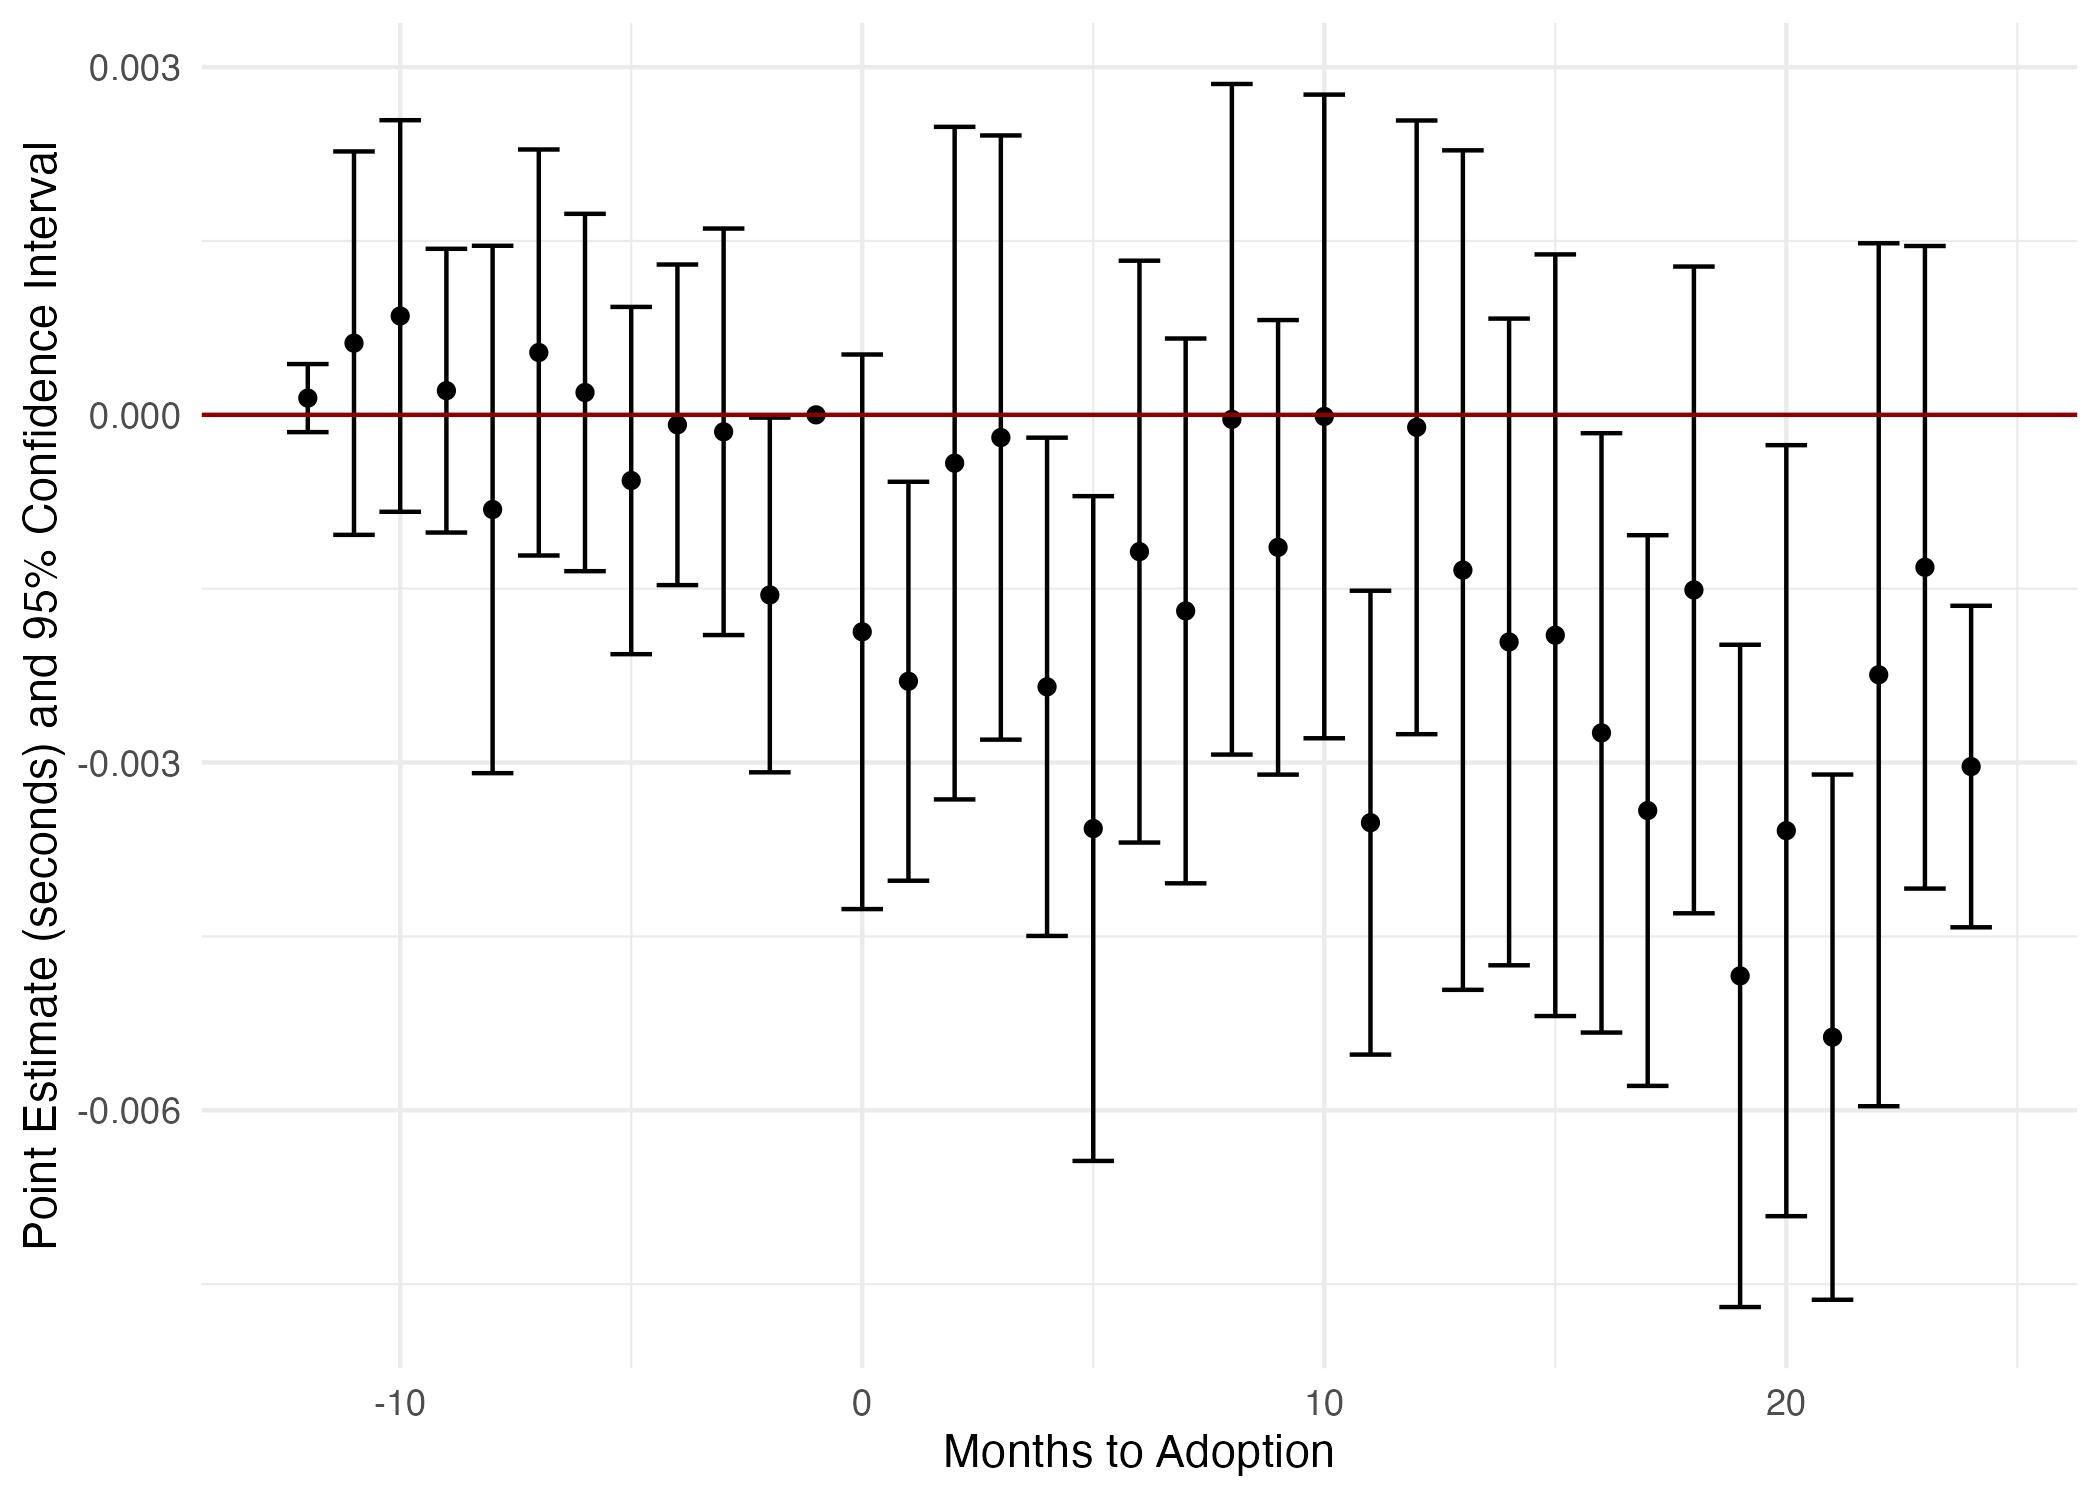 Point Estimate (seconds) and 95% Confidence Interval
0.003
0.000
-0.003
-0.006
-10 0 10 20
Months to Adoption